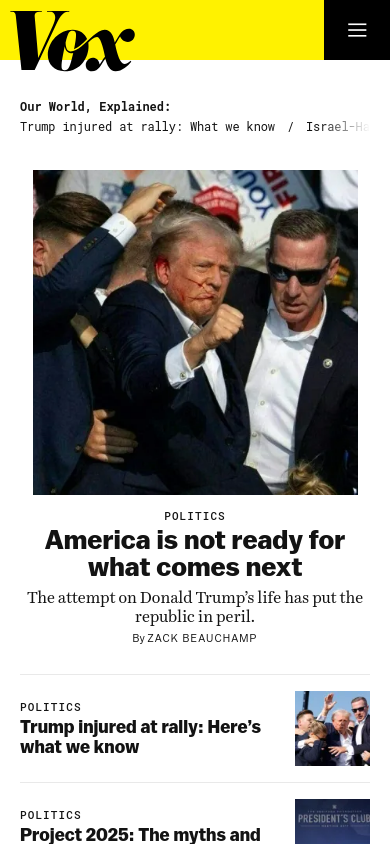 Vox
Our World, Explained:
Trump injured at rally: What we know / Israel-Ha
POLITICS
America is not ready for
what comes next
The attempt on Donald Trump’s life has put the
republic in peril.
By ZACK BEAUCHAMP
POLITICS
Trump injured at rally: Here’s
what we know
POLITICS
PRESIDENT'S CLUB
Project 2025: The myths and